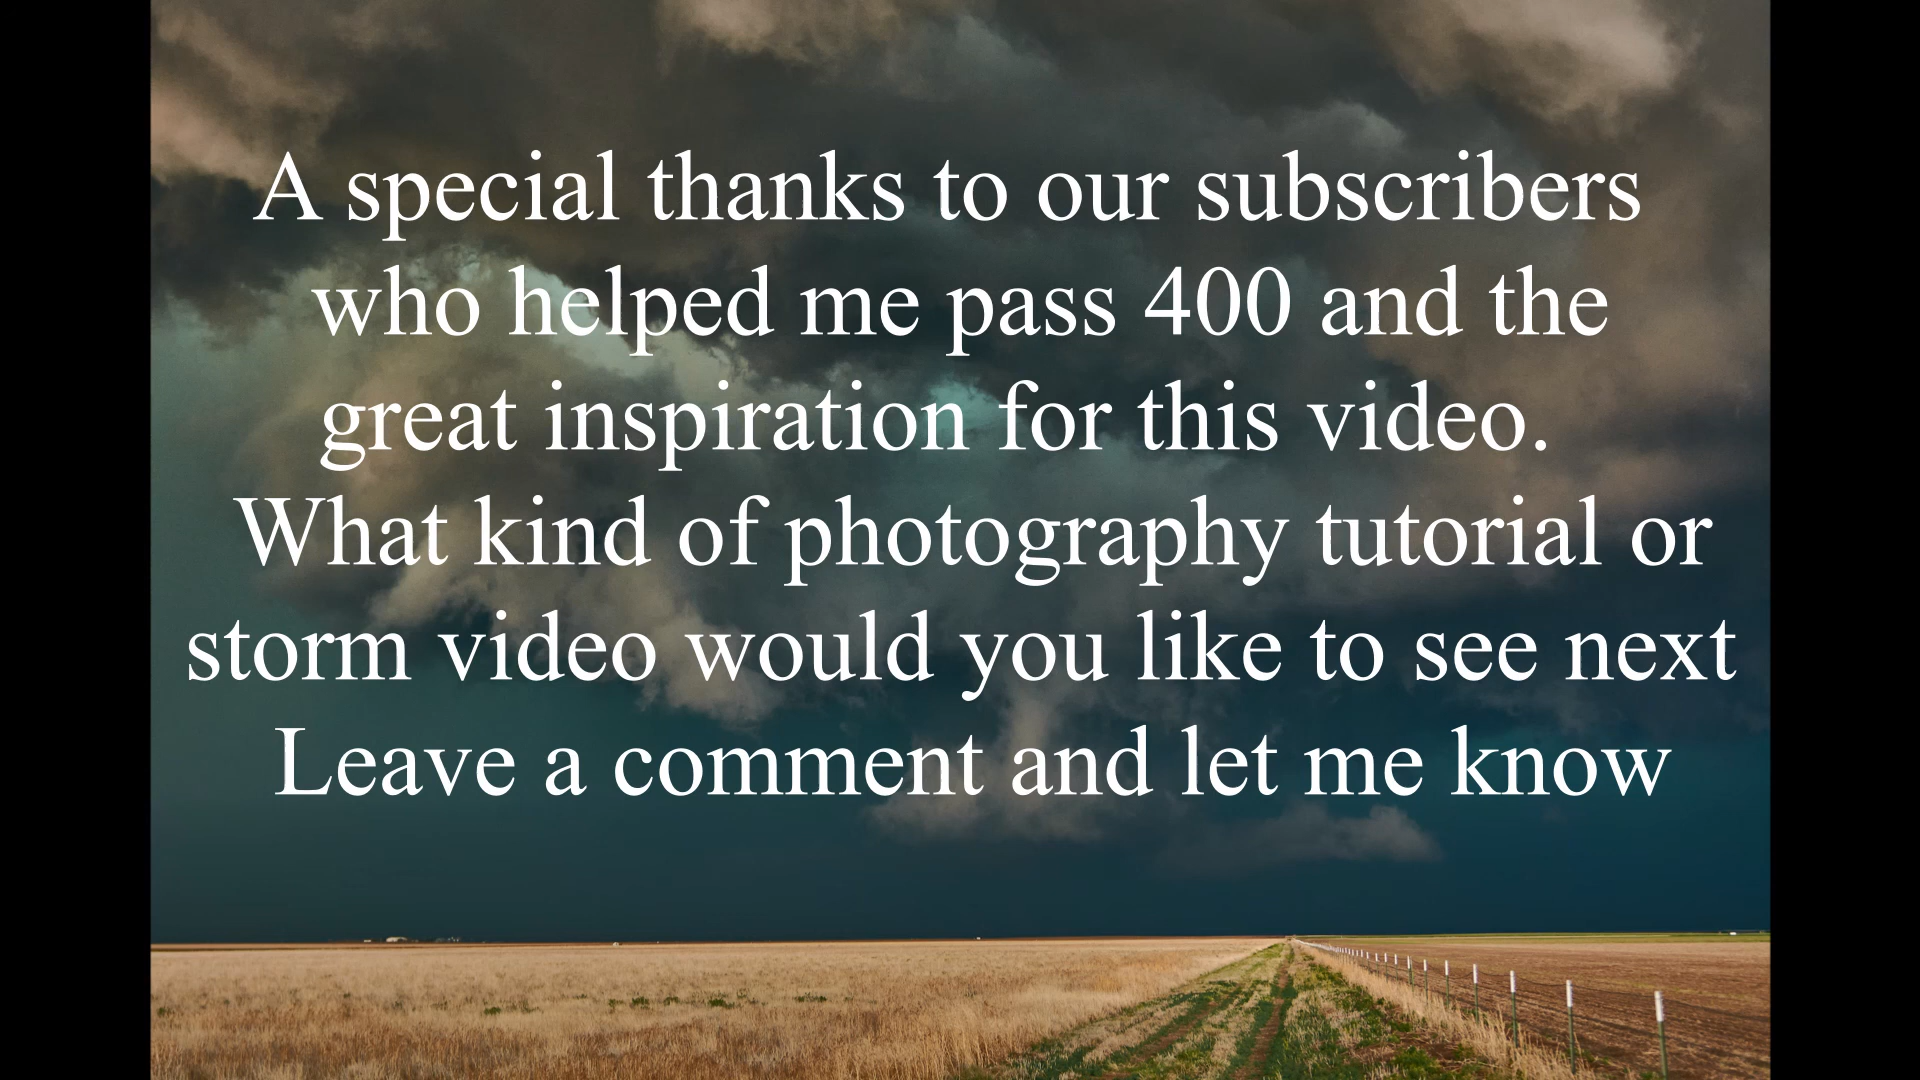 A special thanks to our subscribers
who helped me pass 400 and the
great inspiration for this video.
What kind of photography tutorial or
storm video would you like to see next
Leave a comment and let me know